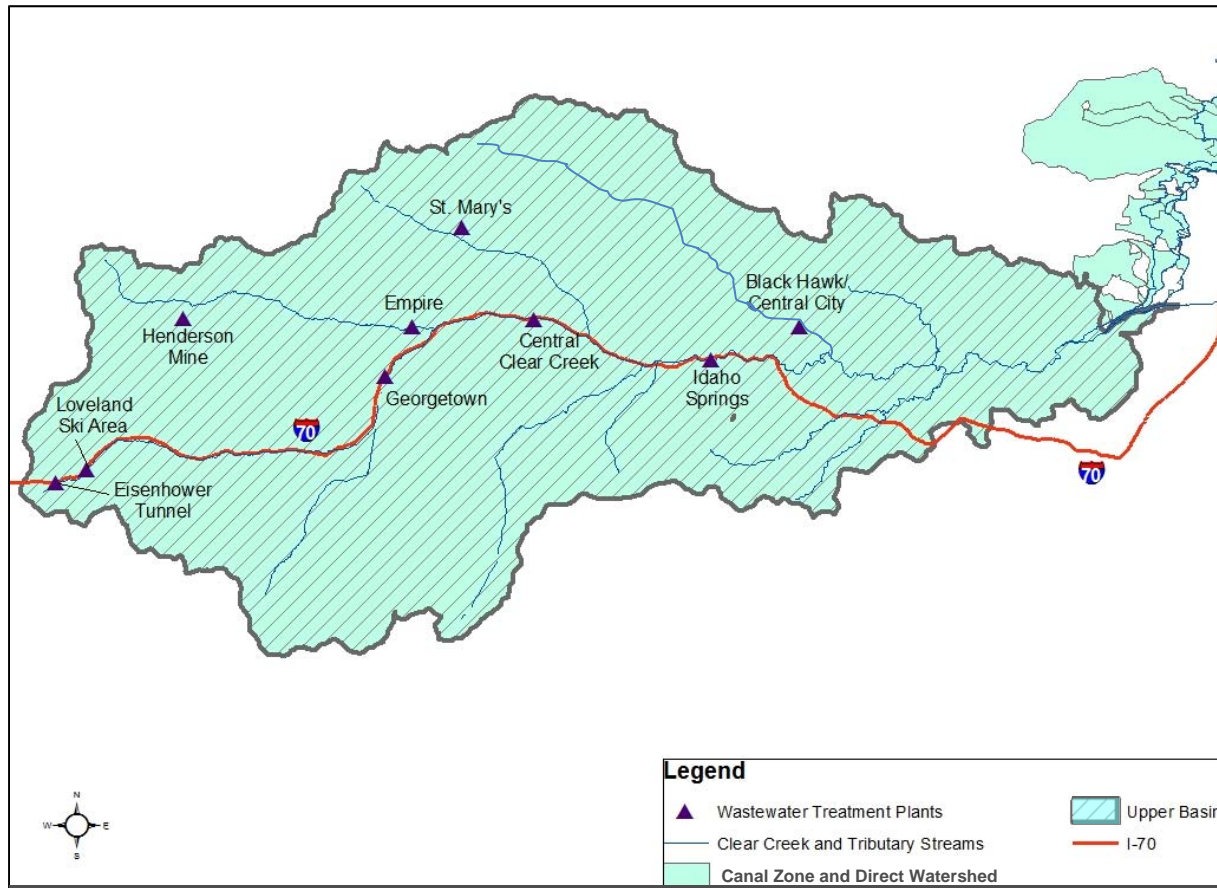 St. Mary's
Black Hawk/
Central City
Empire
Henderson
Mine
Central
Clear Creek
Idaho
Springs
Georgetown
Loveland
Ski Area
70
70
Eisenhower
Tunnel
N
W
E
S
Legend
Wastewater Treatment Plants
Upper Basin
Clear Creek and Tributary Streams
I-70
Canal Zone and Direct Watershed